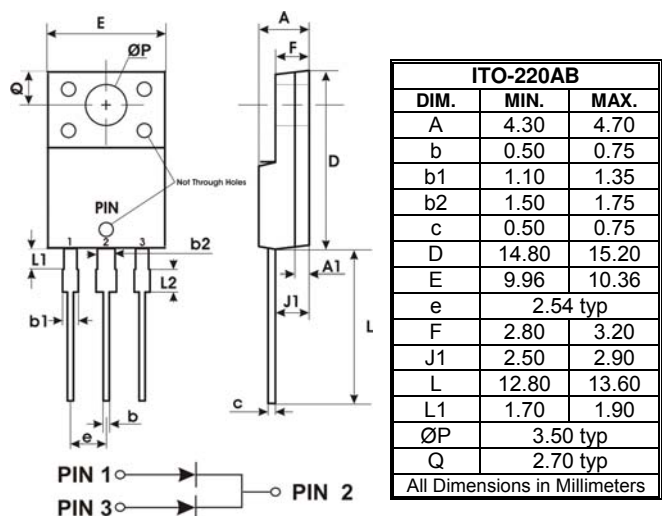 E
A
F
ØP
Q
D
Not Through Holes
PIN
1 2 3
b2
L1
L2
A1
J1
L
b1
b
c
e
PIN 1
PIN 2
PIN 3
ITO-220AB
DIM. MIN. MAX.
A 4.30 4.70
b 0.50 0.75
b1 1.10 1.35
b2 1.50 1.75
c 0.50 0.75
D 14.80 15.20
E 9.96 10.36
e 2.54 typ
F 2.80 3.20
J1 2.50 2.90
L 12.80 13.60
L1 1.70 1.90
ØP 3.50 typ
Q 2.70 typ
All Dimensions in Millimeters